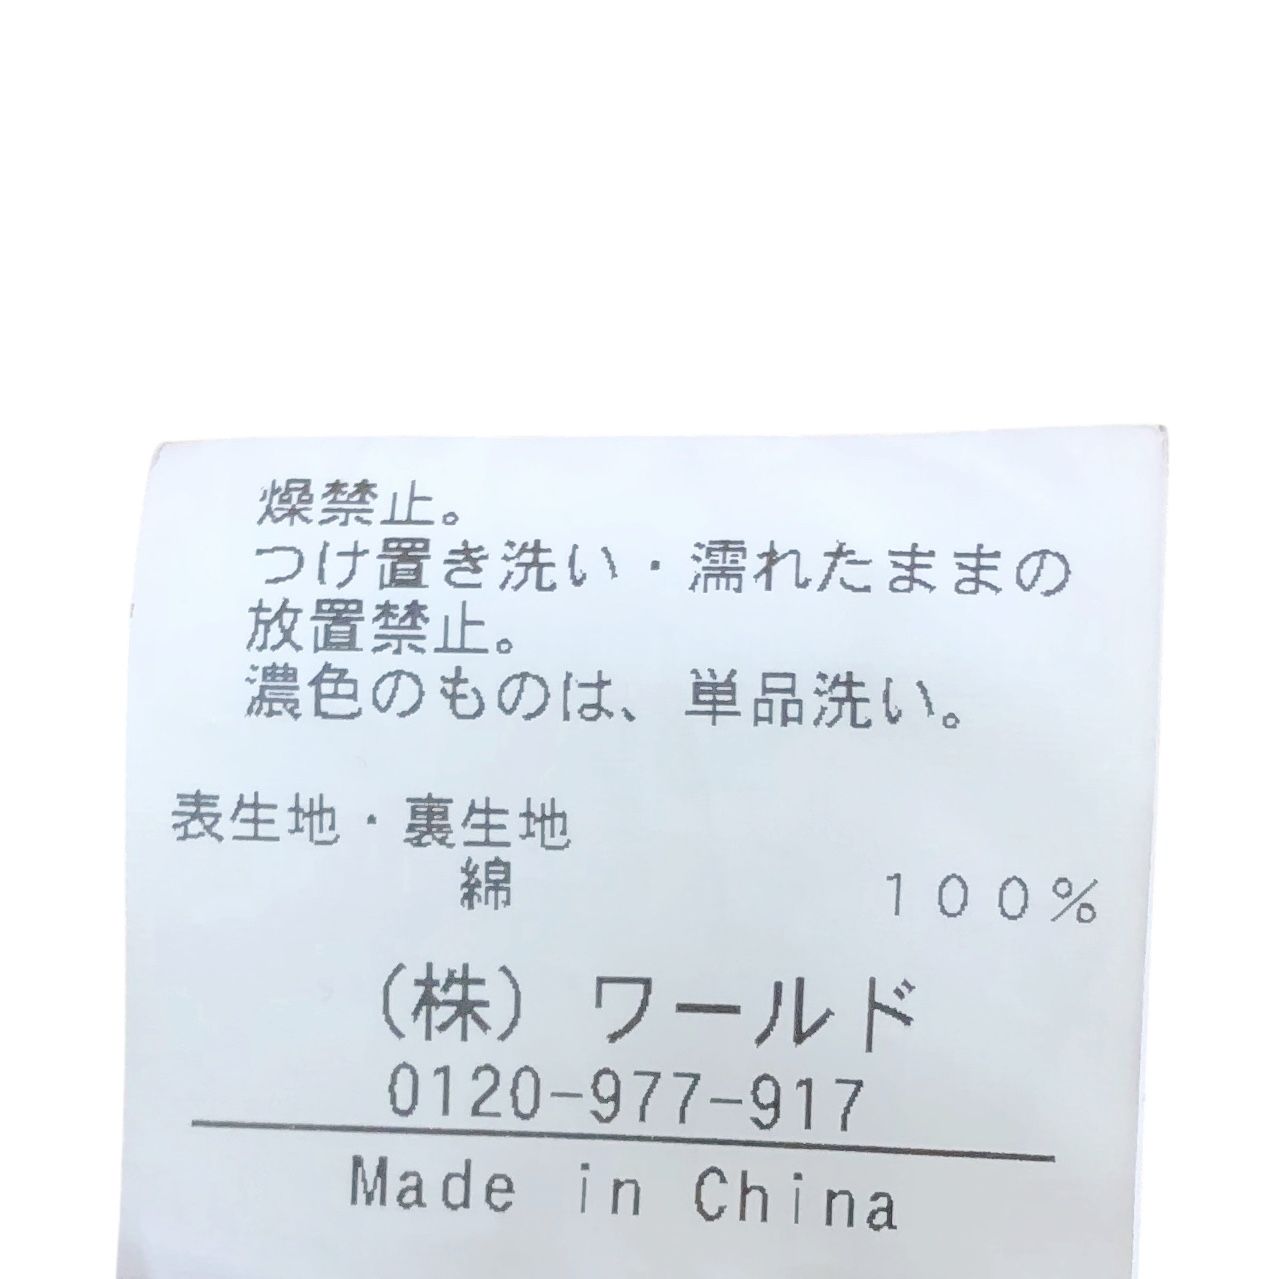 燥禁止。
つけ置き洗い・濡れたままの
放置禁止。
濃色のものは、単品洗い。
表生地・裏生地
綿 100%
(株) ワールド
0120-977-917
Made in China